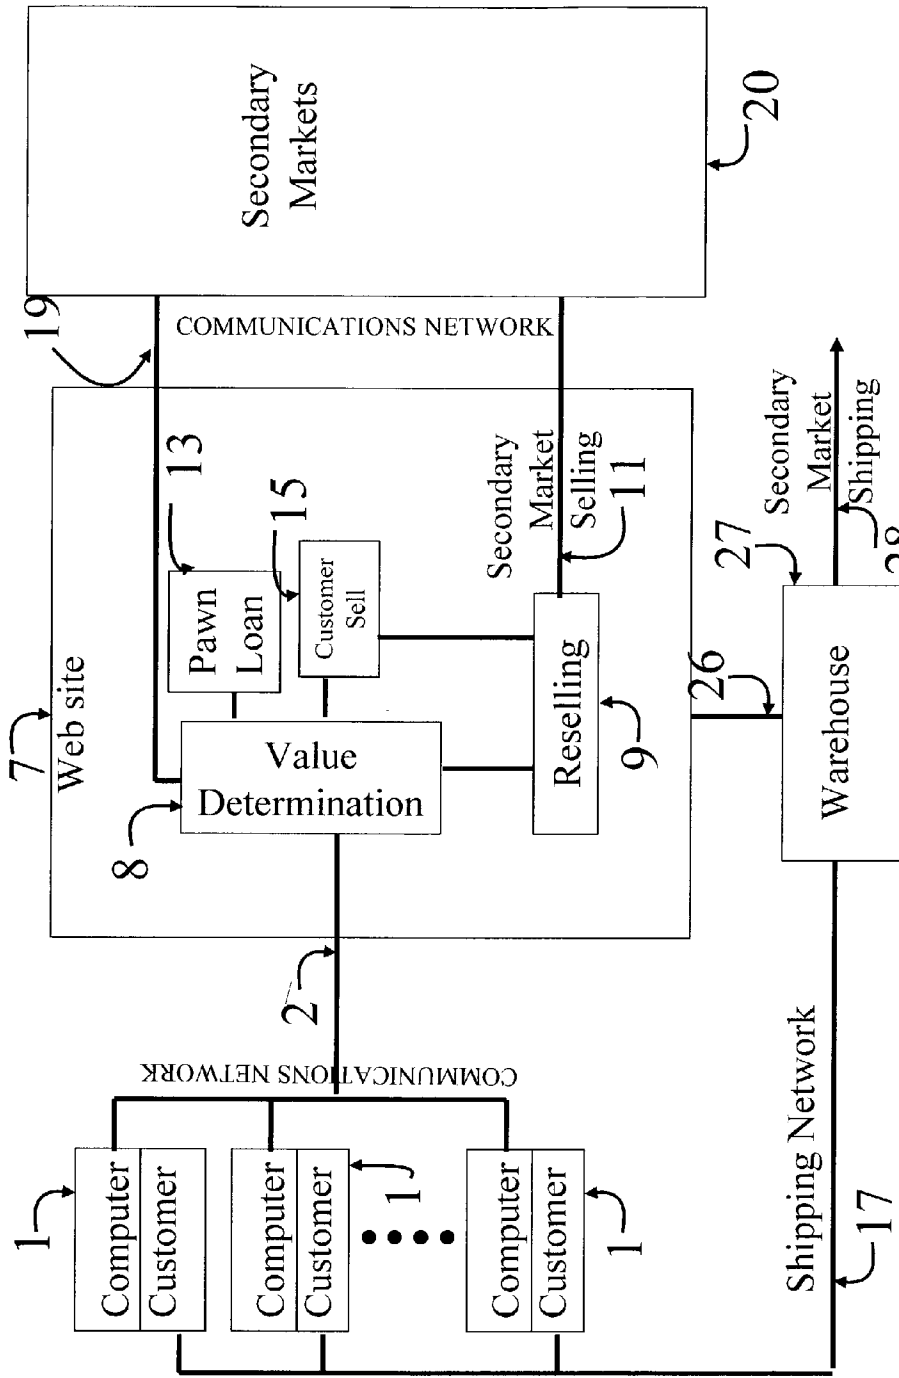 1
Computer
Customer
1
Computer
Customer
1
Computer
Customer
COMMUNICATIONS NETWORK
2
7
Web site
8
Value
Determination
13
Pawn
Loan
15
Customer
Sell
Reselling
9
Secondary
Market
Selling
11
19
COMMUNICATIONS NETWORK
Secondary
Markets
20
Shipping Network
17
26
Warehouse
27
Secondary
Market
Shipping
28